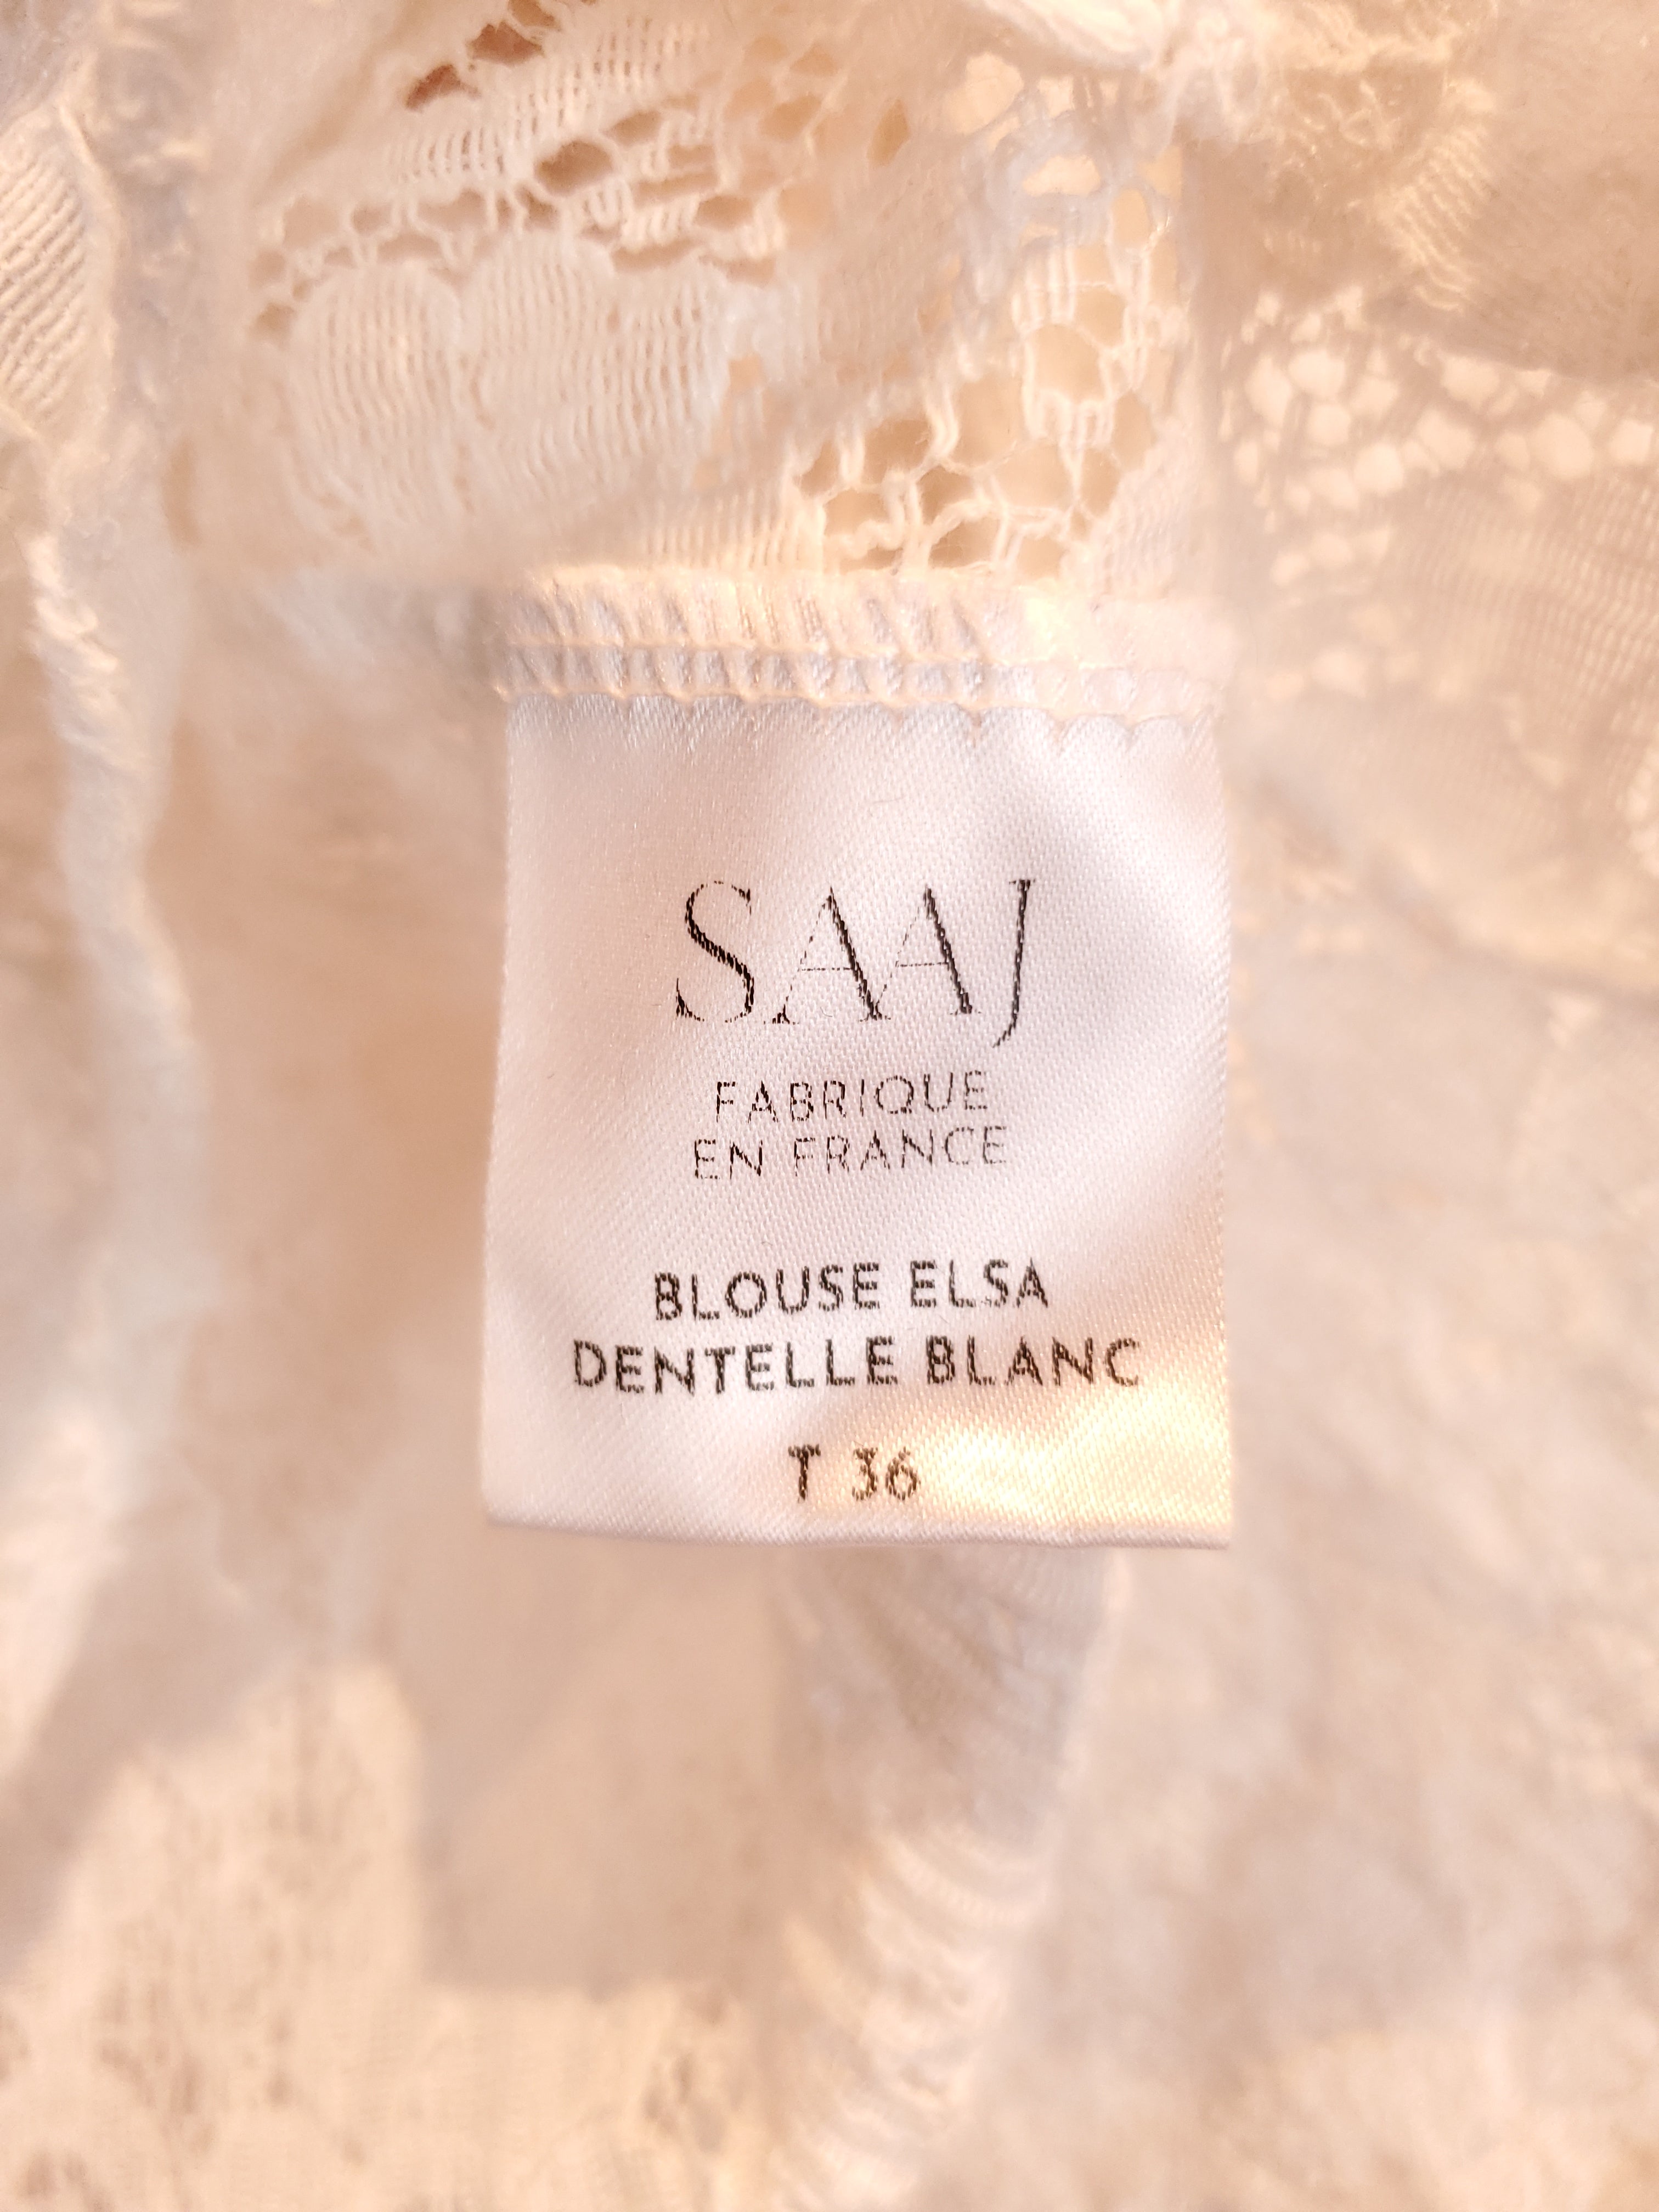 SAAJ
FABRIQUE
EN FRANCE
BLOUSE ELSA
DENTELLE BLANC
T 36